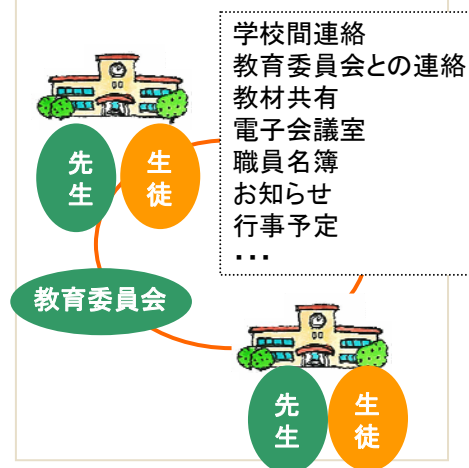 学校間連絡
教育委員会との連絡
教材共有
電子会議室
職員名簿
お知らせ
行事予定
・・・
先生
生徒
教育委員会
先生
生徒